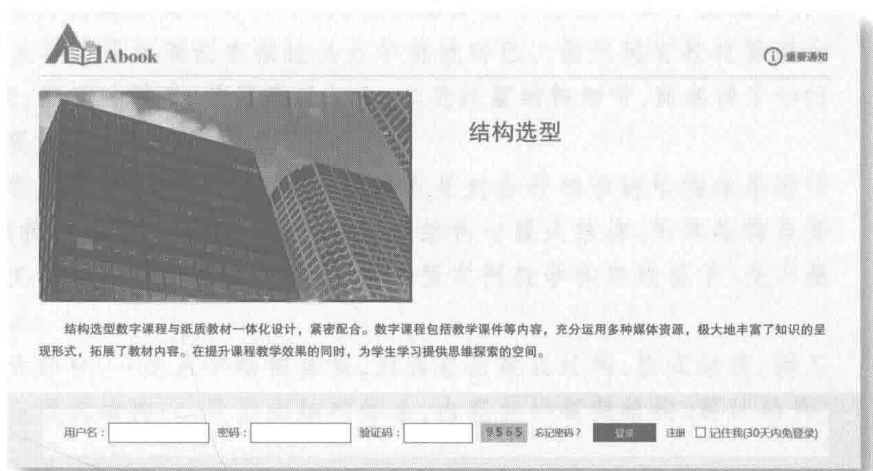 Abook
重要通知
结构选型
结构选型数字课程与纸质教材一体化设计，紧密配合。数字课程包括教学课件等内容，充分运用多种媒体资源，极大地丰富了知识的呈
现形式，拓展了教材内容。在提升课程教学效果的同时，为学生学习提供思维探索的空间。
用户名： 密码： 验证码： 9565 忘记密码？ 登录 注册 记住我(30天内免登录)